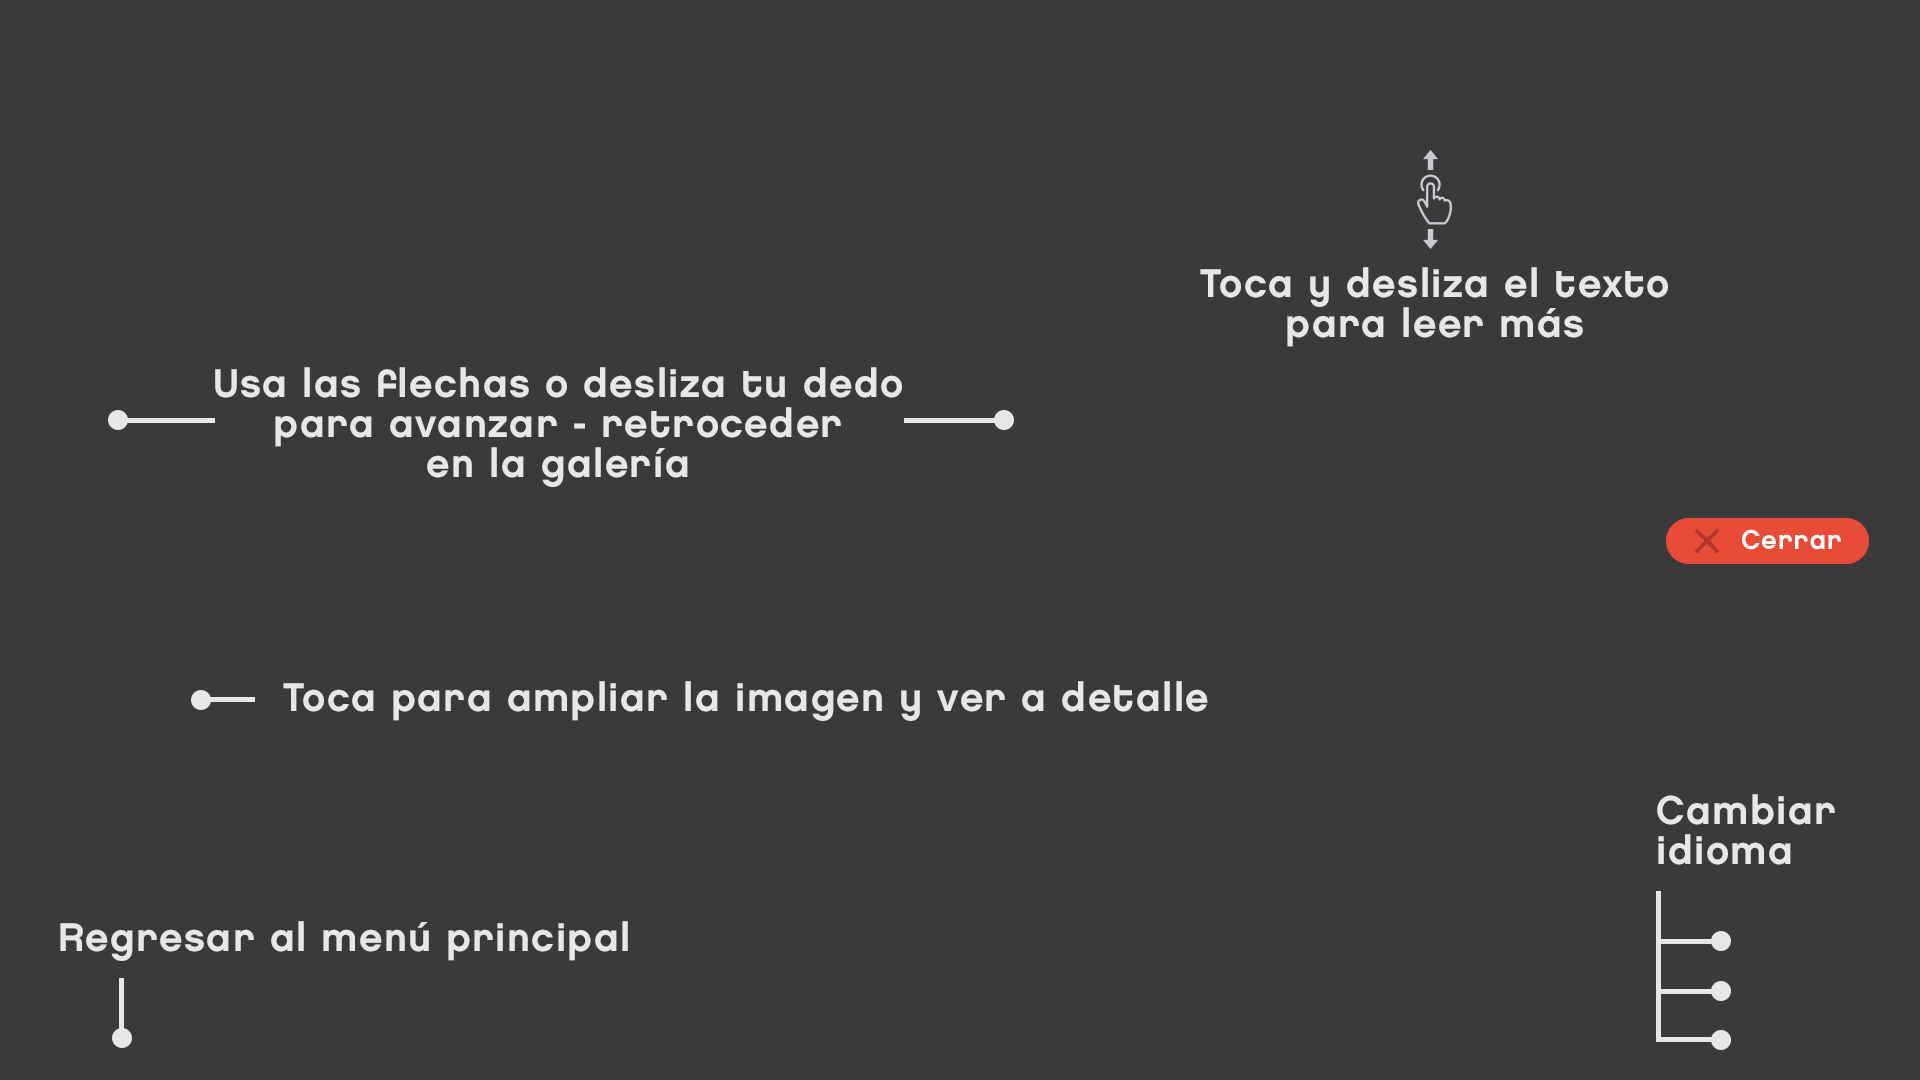 Toca y desliza el texto
para leer más
Usa las flechas o desliza tu dedo
para avanzar - retroceder
en la galería
Cerrar
Toca para ampliar la imagen y ver a detalle
Cambiar
idioma
Regresar al menú principal